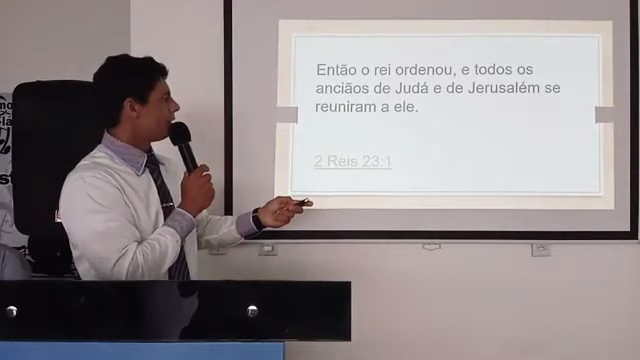 Então o rei ordenou, e todos os
anciãos de Judá e de Jerusalém se
reuniram a ele.
2 Reis 23:1